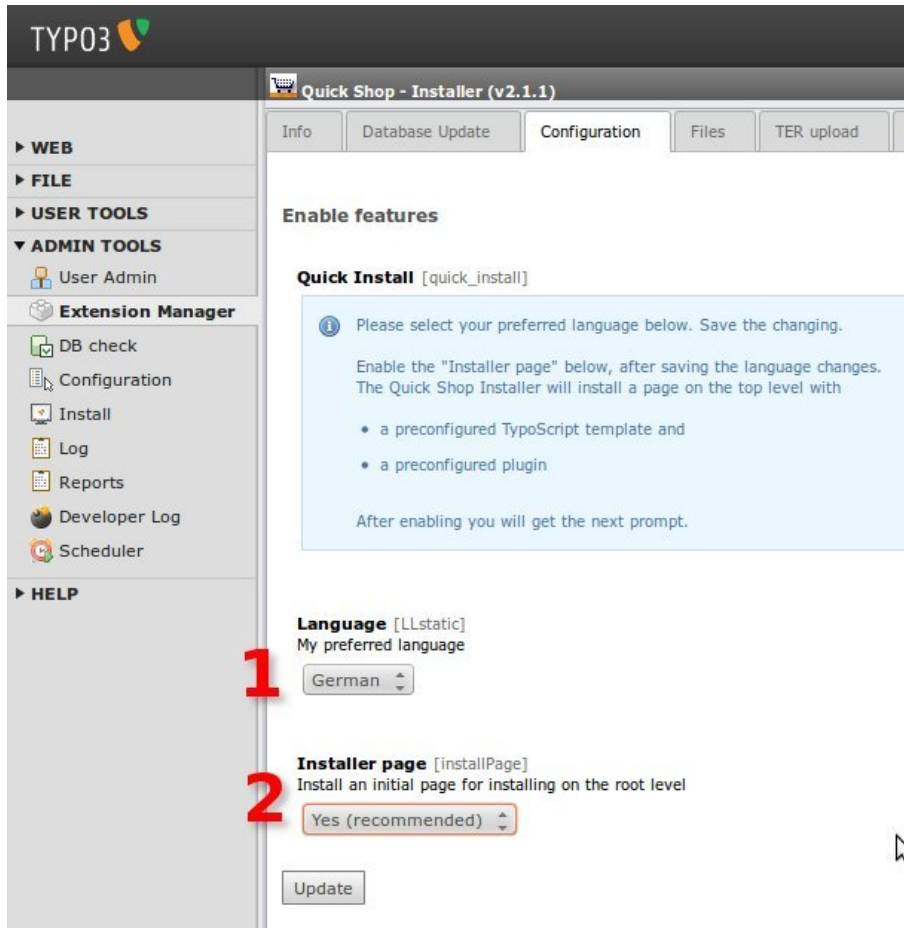 TYPO3
Quick Shop - Installer (v2.1.1)
Info
Database Update
Configuration
Files
TER upload
WEB
FILE
USER TOOLS
ADMIN TOOLS
User Admin
Extension Manager
DB check
Configuration
Install
Log
Reports
Developer Log
Scheduler
HELP
Enable features
Quick Install [quick_install]
Please select your preferred language below. Save the changing.
Enable the "Installer page" below, after saving the language changes.
The Quick Shop Installer will install a page on the top level with
• a preconfigured TypoScript template and
• a preconfigured plugin
After enabling you will get the next prompt.
Language [LLstatic]
My preferred language
1
German
Installer page [installPage]
2
Install an initial page for installing on the root level
Yes (recommended)
Update